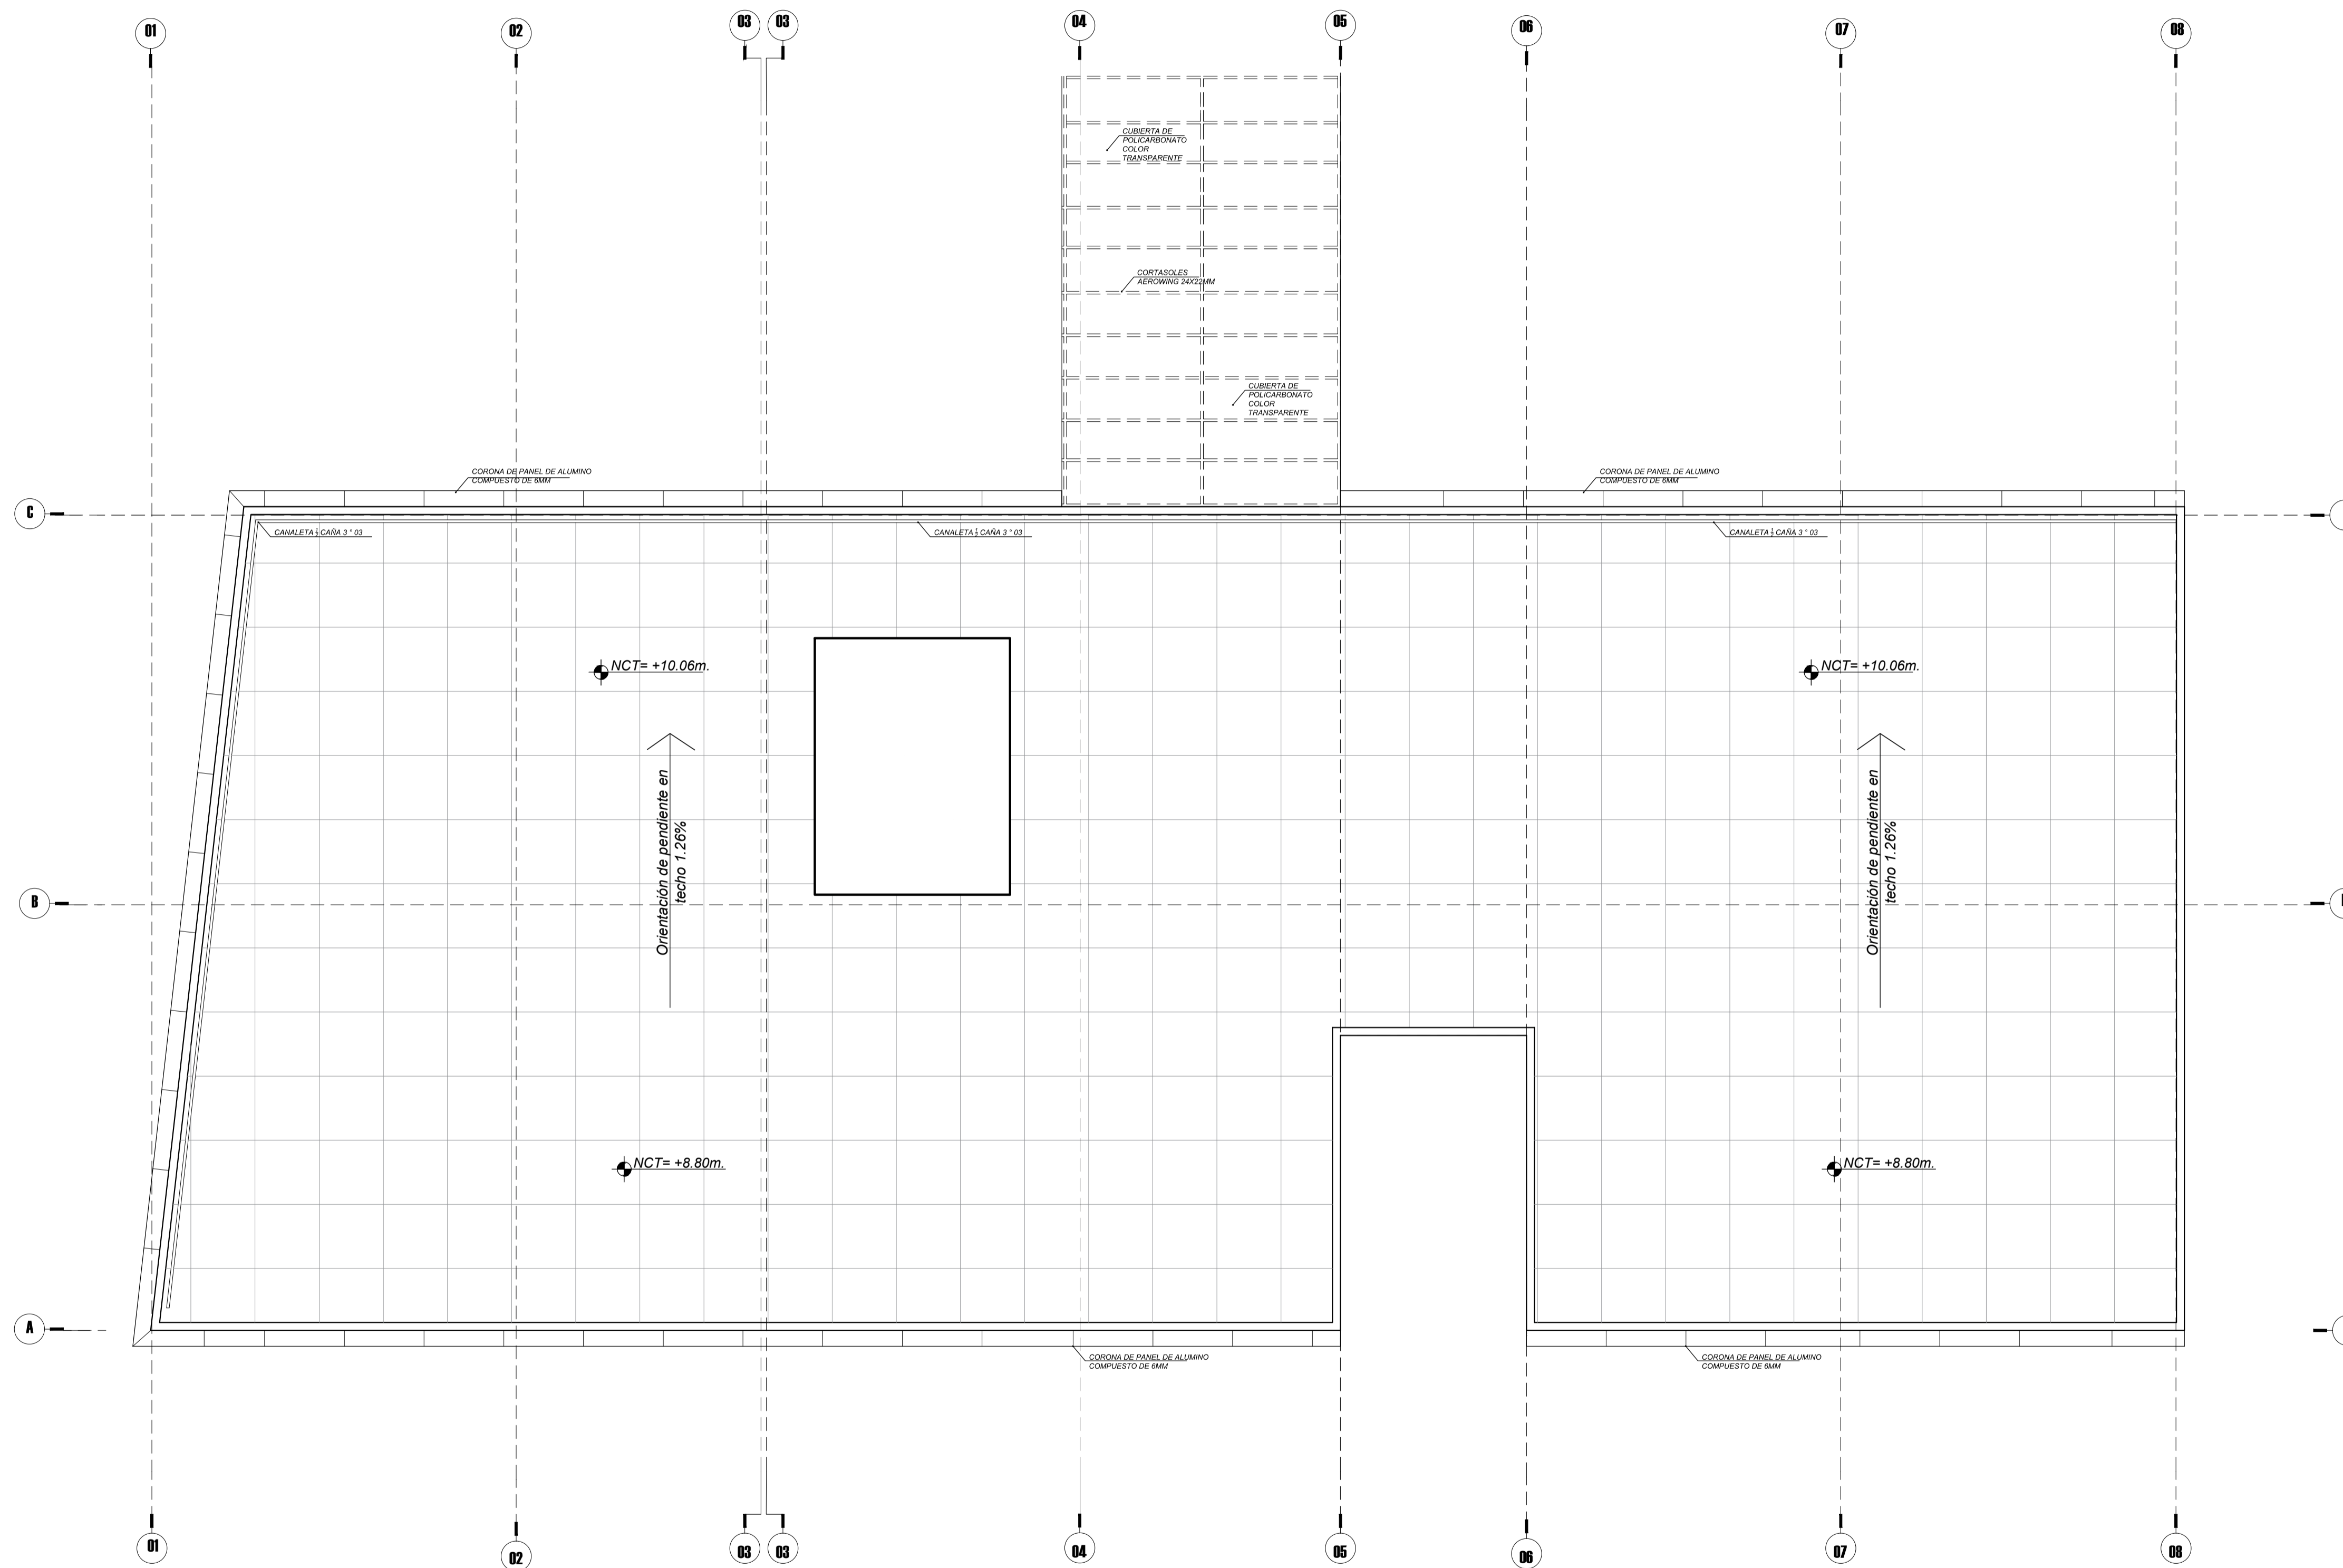 01
02
03
03
04
05
06
07
08
CUBIERTA DE
POLICARBONATO
COLOR
TRANSPARENTE
CORTASOLES
AEROWING 24X22MM
CUBIERTA DE
POLICARBONATO
COLOR
TRANSPARENTE
CORONA DE PANEL DE ALUMINO
COMPUESTO DE 6MM
CORONA DE PANEL DE ALUMINO
COMPUESTO DE 6MM
C
CANALETA ½ CAÑA 3 " 03
CANALETA ½ CAÑA 3 " 03
CANALETA ½ CAÑA 3 " 03
NCT= +10.06m.
NCT= +10.06m.
Orientación de pendiente en
techo 1.26%
Orientación de pendiente en
techo 1.26%
B
NCT= +8.80m.
NCT= +8.80m.
A
CORONA DE PANEL DE ALUMINO
COMPUESTO DE 6MM
CORONA DE PANEL DE ALUMINO
COMPUESTO DE 6MM
01
02
03
03
04
05
06
07
08